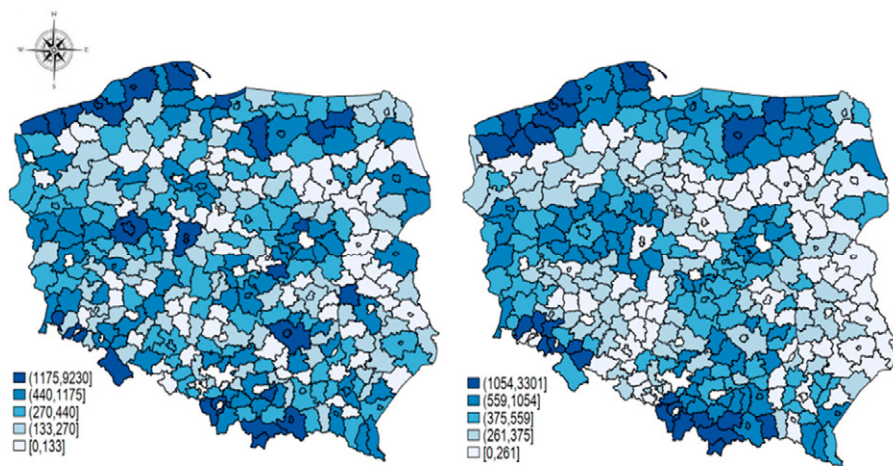 N
W
E
S
(1175,9230]
(440,1175]
(270,440]
(133,270]
[0,133]
(1054,3301]
(559,1054]
(375,559]
(261,375]
[0,261]